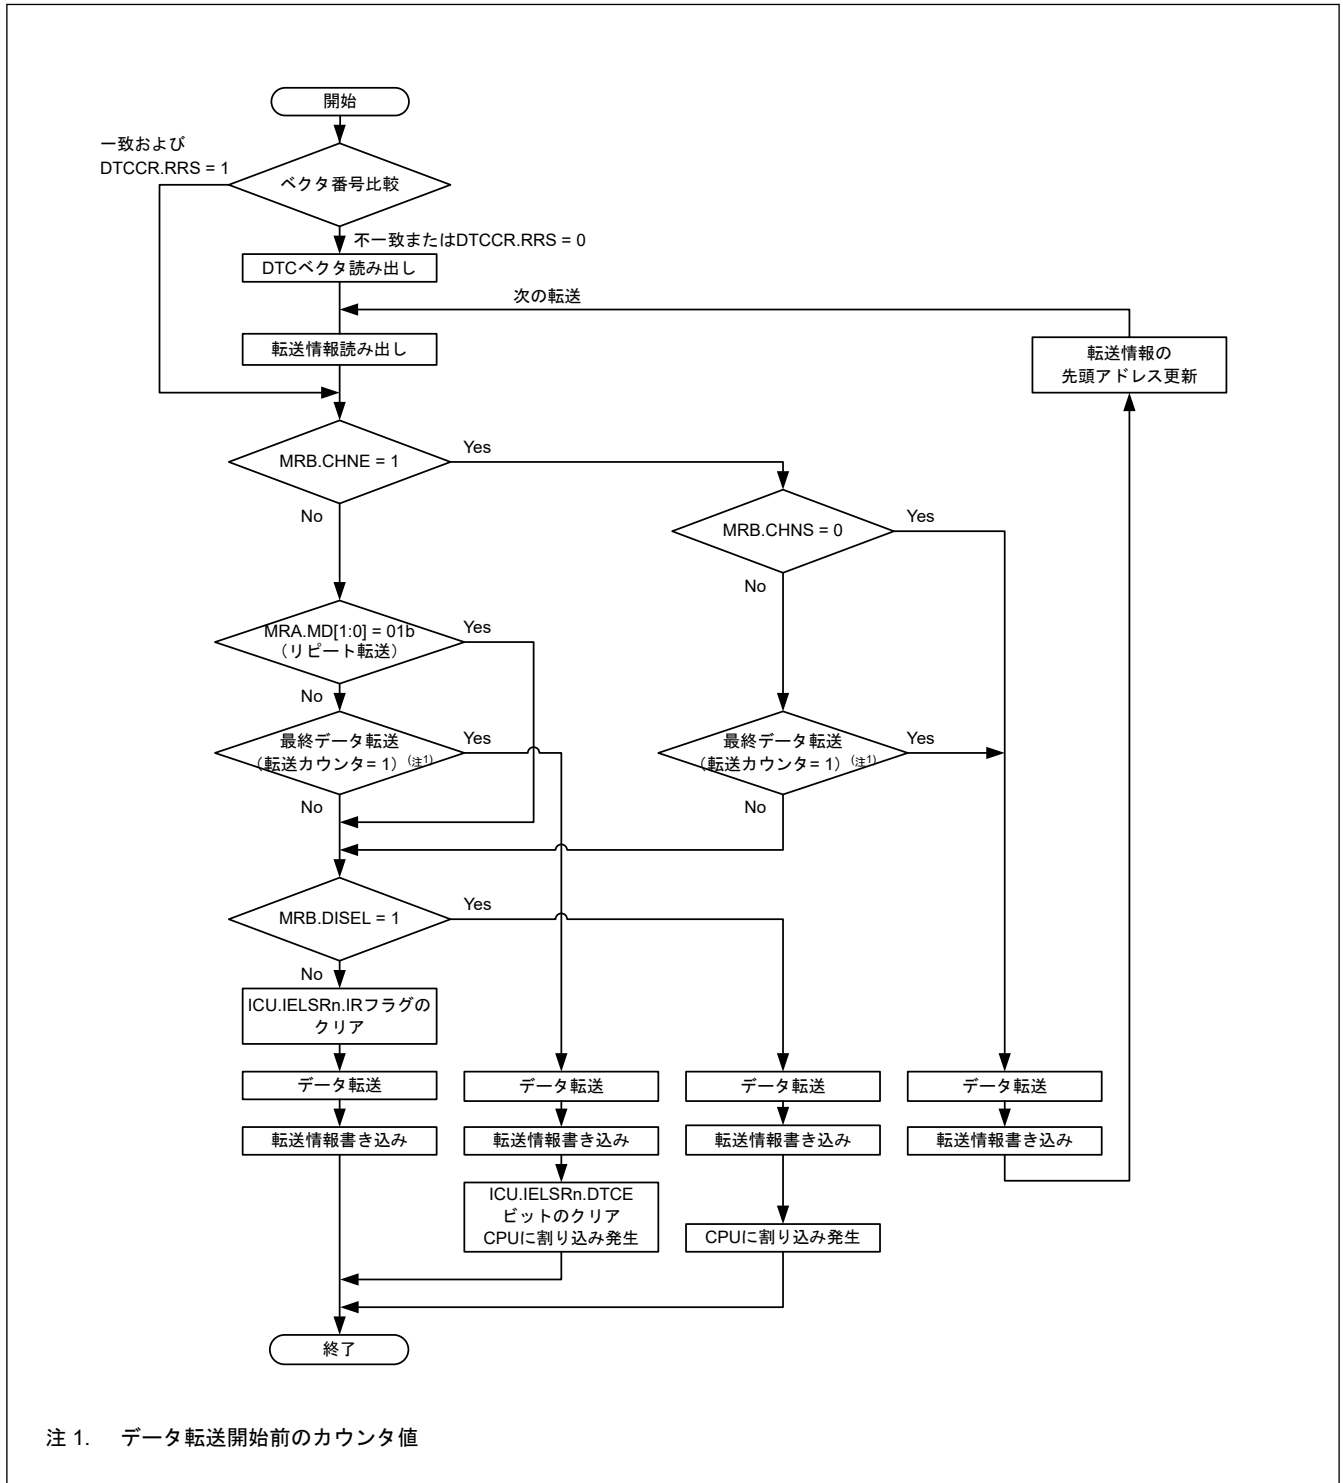 開始
一致および
DTCCR.RRS = 1
ベクタ番号比較
不一致またはDTCCR.RRS = 0
DTCベクタ読み出し
次の転送
転送情報読み出し
転送情報の
先頭アドレス更新
MRB.CHNE = 1
Yes
No
MRB.CHNS = 0
Yes
No
MRA.MD[1:0] = 01b
（リピート転送）
Yes
No
最終データ転送
（転送カウンタ= 1）(注1)
Yes
No
最終データ転送
（転送カウンタ= 1）(注1)
Yes
No
MRB.DISEL = 1
Yes
No
ICU.IELSRn.IRフラグの
クリア
データ転送
データ転送
データ転送
データ転送
転送情報書き込み
転送情報書き込み
転送情報書き込み
転送情報書き込み
ICU.IELSRn.DTCE
ビットのクリア
CPUに割り込み発生
CPUに割り込み発生
終了
注 1. データ転送開始前のカウンタ値